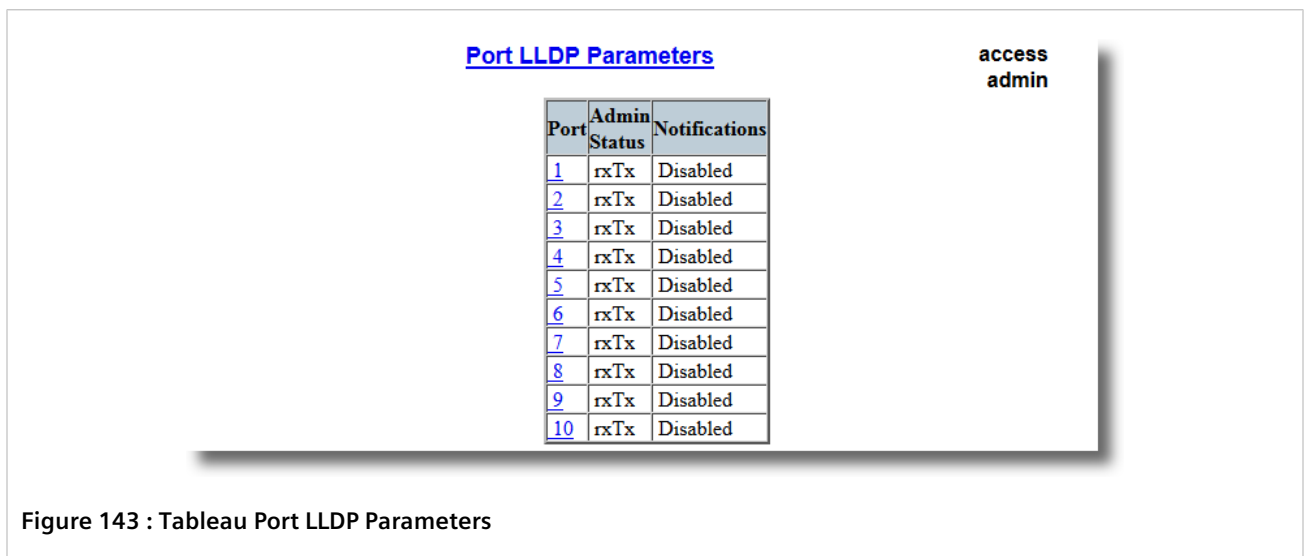 Port LLDP Parameters
access
admin
Port Admin Status Notifications
1 rxTx Disabled
2 rxTx Disabled
3 rxTx Disabled
4 rxTx Disabled
5 rxTx Disabled
6 rxTx Disabled
7 rxTx Disabled
8 rxTx Disabled
9 rxTx Disabled
10 rxTx Disabled
Figure 143 : Tableau Port LLDP Parameters